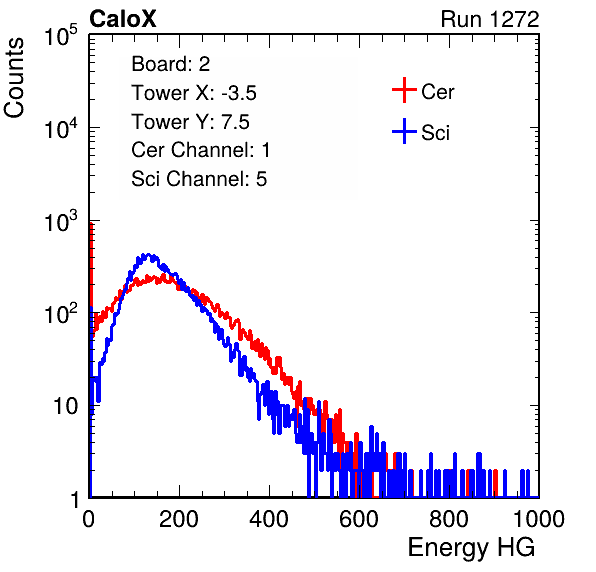 CaloX Run 1272
Counts
10^5
10^4
10^3
10^2
10
1
Board: 2
Tower X: -3.5
Tower Y: 7.5
Cer Channel: 1
Sci Channel: 5
Cer
Sci
0 200 400 600 800 1000
Energy HG